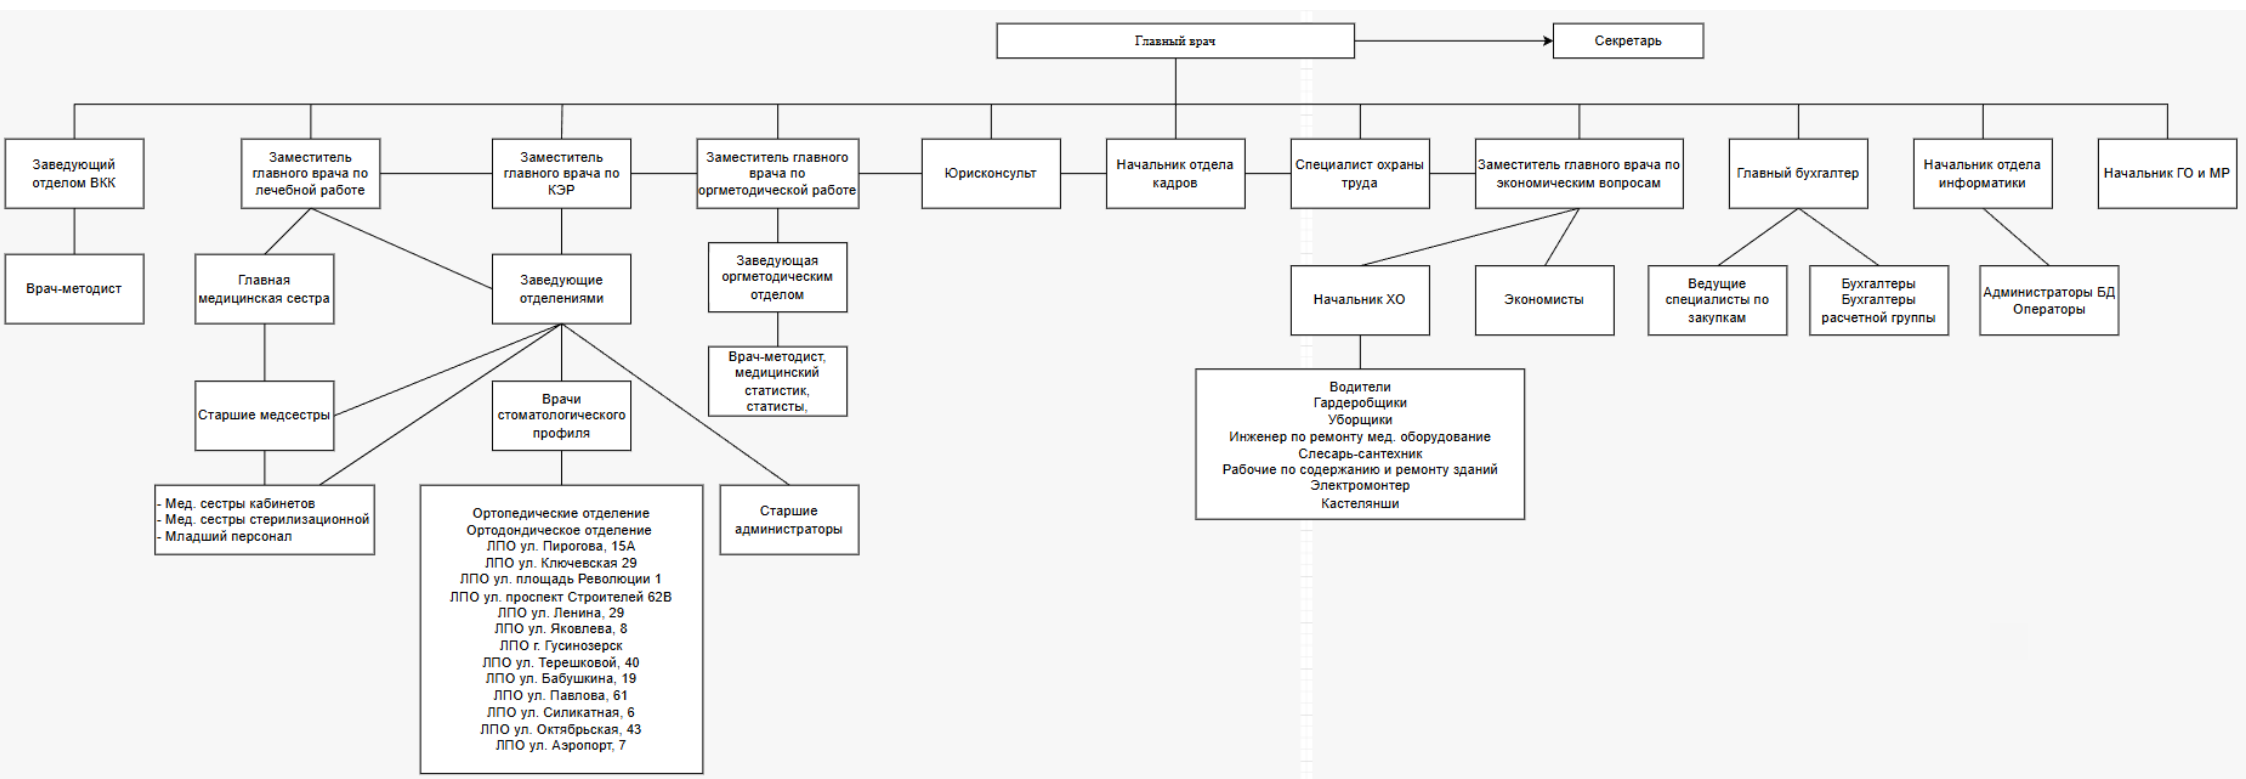 Главный врач
Секретарь
Заведующий
отделом ВКК
Заместитель
главного врача по
лечебной работе
Заместитель
главного врача по
КЭР
Заместитель главного
врача по
оргметодической работе
Юрисконсульт
Начальник отдела
кадров
Специалист охраны
труда
Заместитель главного врача по
экономическим вопросам
Главный бухгалтер
Начальник отдела
информатики
Начальник ГО и МР
Врач-методист
Главная
медицинская сестра
Заведующие
отделениями
Заведующая
оргметодическим
отделом
Начальник ХО
Экономисты
Ведущие
специалисты по
закупкам
Бухгалтеры
Бухгалтеры
расчетной группы
Администраторы БД
Операторы
Старшие медсестры
Врачи
стоматологического
профиля
Врач-методист,
медицинский
статистик,
статисты,
Водители
Гардеробщики
Уборщики
Инженер по ремонту мед. оборудование
Слесарь-сантехник
Рабочие по содержанию и ремонту зданий
Электромонтер
Кастелянши
- Мед. сестры кабинетов
- Мед. сестры стерилизационной
- Младший персонал
Ортопедические отделение
Ортодондическое отделение
ЛПО ул. Пирогова, 15А
ЛПО ул. Ключевская 29
ЛПО ул. площадь Революции 1
ЛПО ул. проспект Строителей 62В
ЛПО ул. Ленина, 29
ЛПО ул. Яковлева, 8
ЛПО г. Гусинозерск
ЛПО ул. Терешковой, 40
ЛПО ул. Бабушкина, 19
ЛПО ул. Павлова, 61
ЛПО ул. Силикатная, 6
ЛПО ул. Октябрьская, 43
ЛПО ул. Аэропорт, 7
Старшие
администраторы